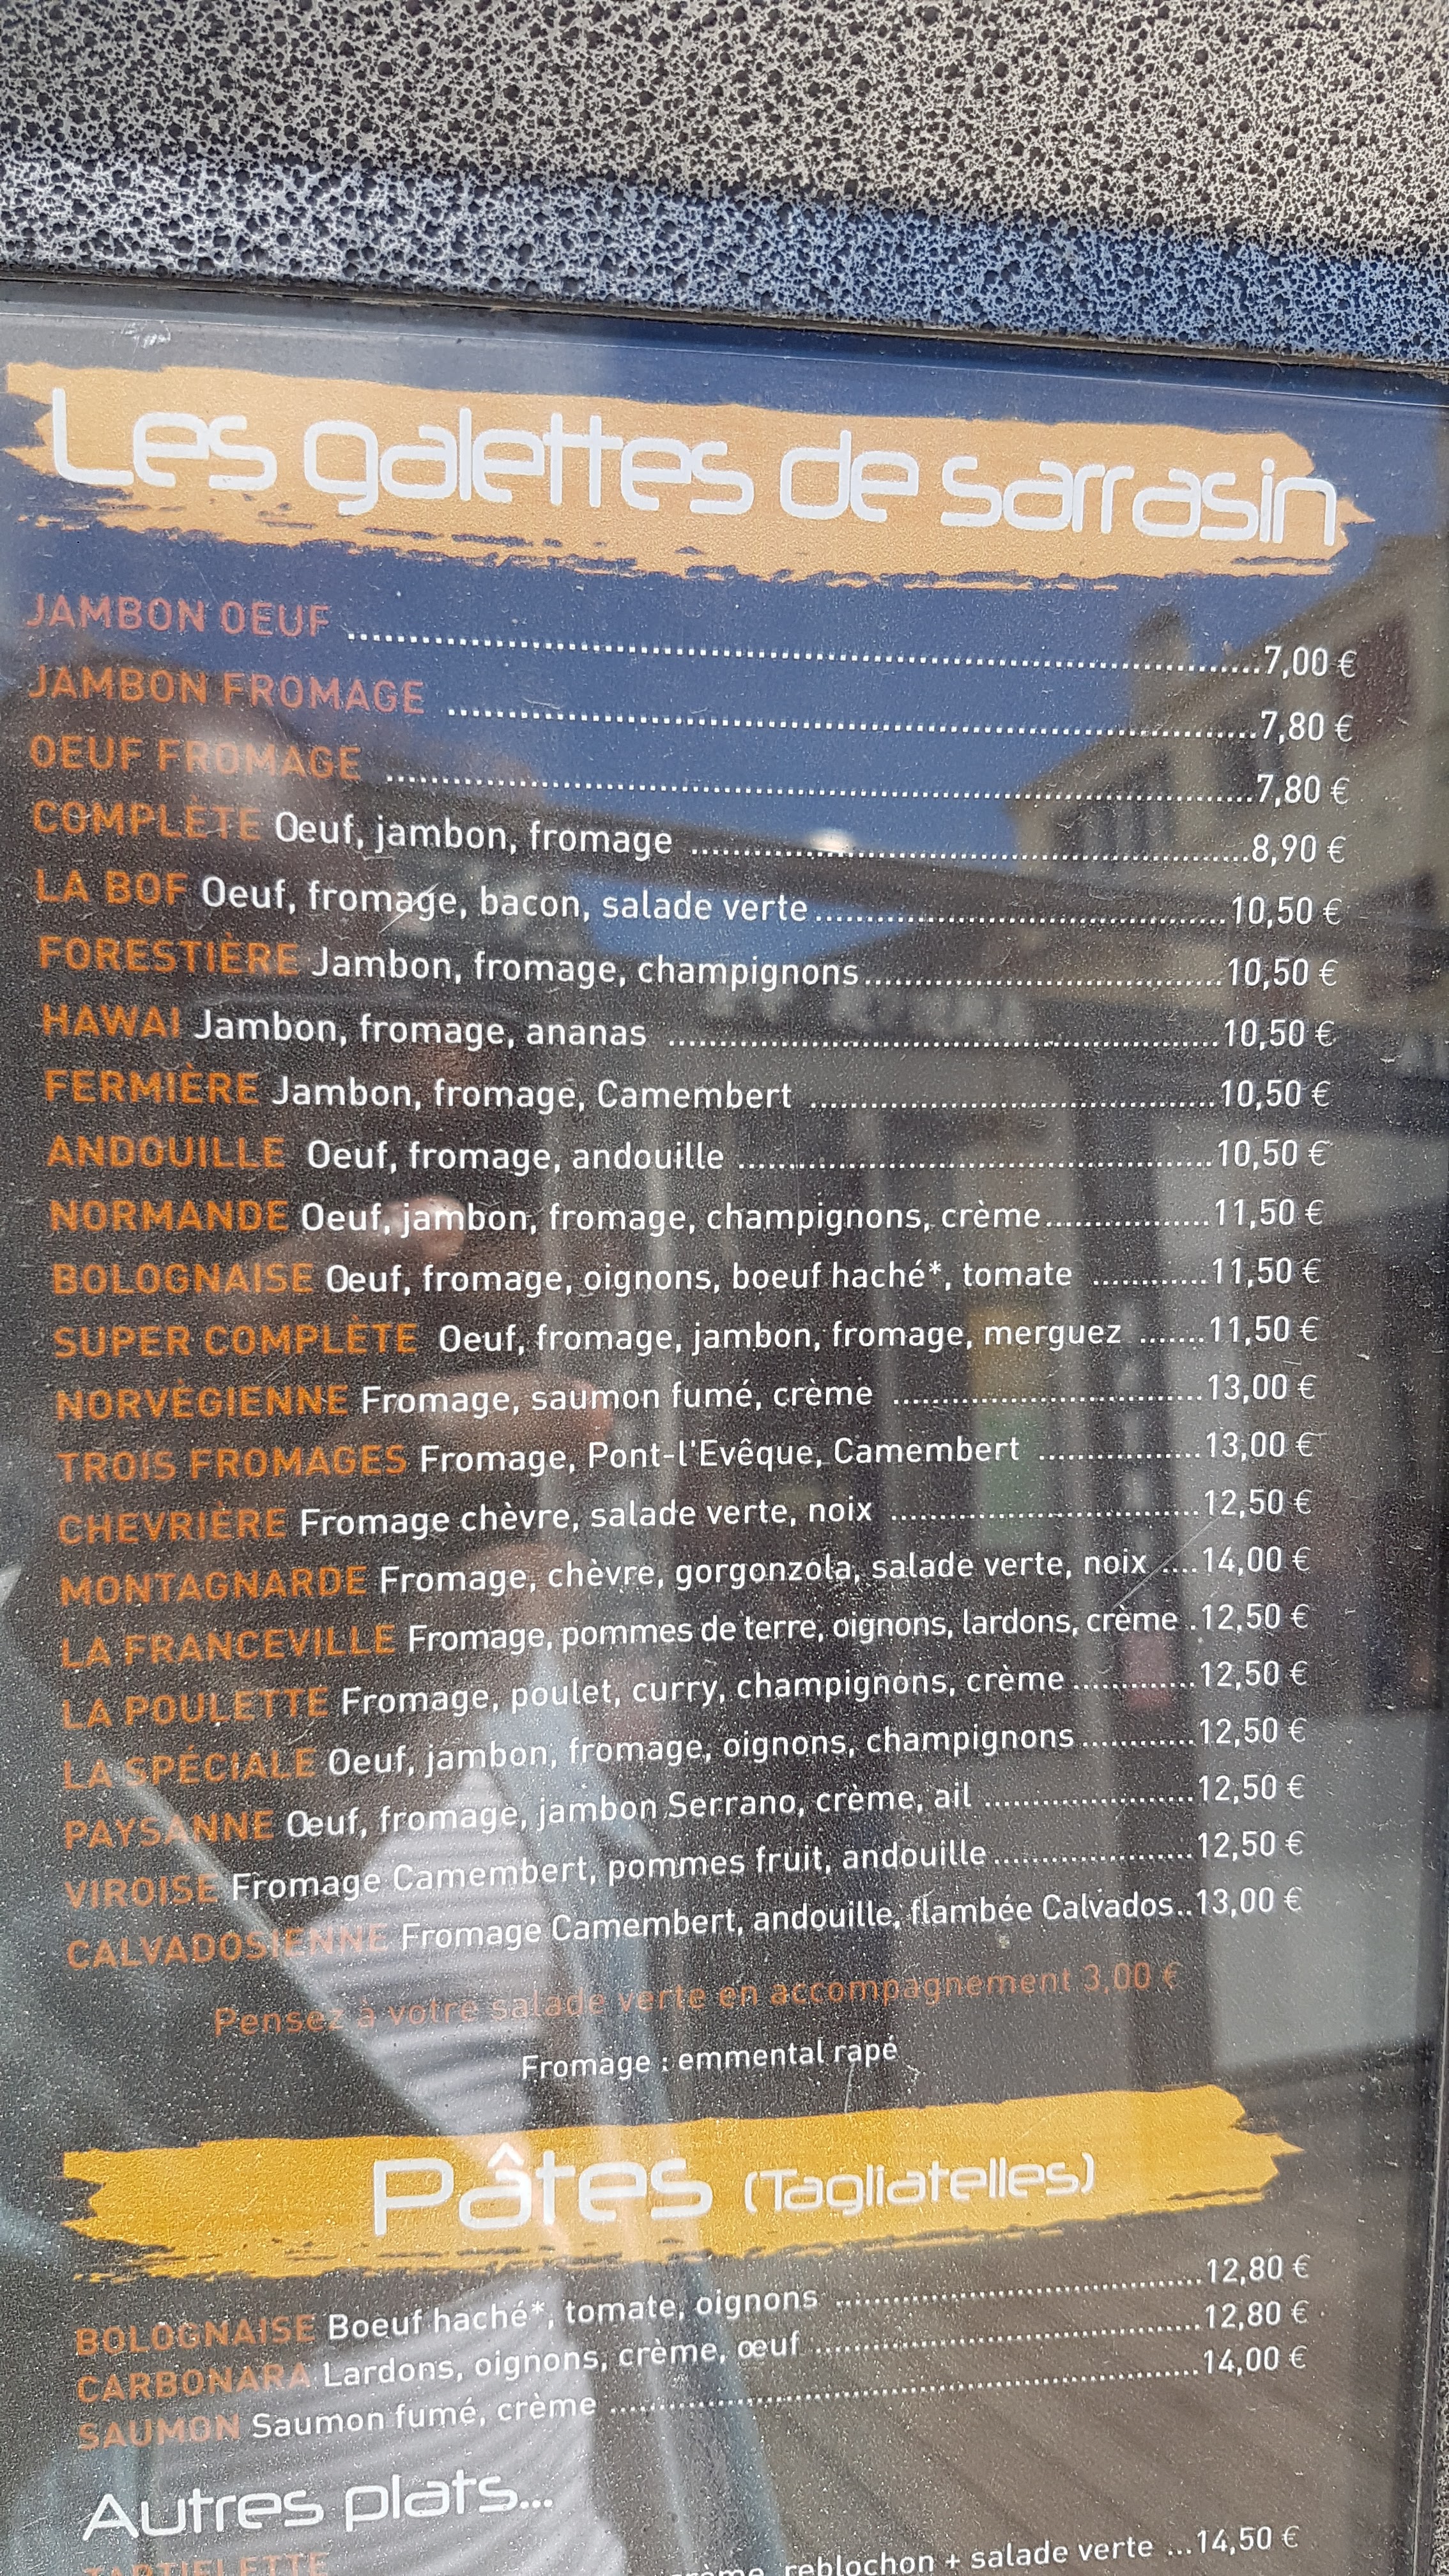 Les galettes de sarrasin
JAMBON OEUF ...7,00 €
JAMBON FROMAGE ...7,80 €
OEUF FROMAGE ...7,80 €
COMPLÈTE Oeuf, jambon, fromage ...8,90 €
LA BOF Oeuf, fromage, bacon, salade verte ...10,50 €
FORESTIÈRE Jambon, fromage, champignons ...10,50 €
HAWAI Jambon, fromage, ananas ...10,50 €
FERMIÈRE Jambon, fromage, Camembert ...10,50 €
ANDOUILLE Oeuf, fromage, andouille ...10,50 €
NORMANDE Oeuf, jambon, fromage, champignons, crème ...11,50 €
BOLOGNAISE Oeuf, fromage, oignons, boeuf haché*, tomate ...11,50 €
SUPER COMPLÈTE Oeuf, fromage, jambon, fromage, merguez ...11,50 €
NORVÉGIENNE Fromage, saumon fumé, crème ...13,00 €
TROIS FROMAGES Fromage, Pont-l'Evêque, Camembert ...13,00 €
CHEVRIÈRE Fromage chèvre, salade verte, noix ...12,50 €
MONTAGNARDE Fromage, chèvre, gorgonzola, salade verte, noix ...14,00 €
LA FRANCEVILLE Fromage, pommes de terre, oignons, lardons, crème .12,50 €
LA POULETTE Fromage, poulet, curry, champignons, crème ...12,50 €
LA SPÉCIALE Oeuf, jambon, fromage, oignons, champignons ...12,50 €
PAYSANNE Œuf, fromage, jambon Serrano, crème, ail ...12,50 €
VIROISE Fromage Camembert, pommes fruit, andouille ...12,50 €
CALVADOSIENNE Fromage Camembert, andouille, flambée Calvados..13,00 €
Pensez à votre salade verte en accompagnement 3,00 €
Fromage : emmental rapé
Pâtes (Tagliatelles)
BOLOGNAISE Boeuf haché*, tomate, oignons ...12,80 €
CARBONARA Lardons, oignons, crème, œuf ...12,80 €
SAUMON Saumon fumé, crème ...14,00 €
Autres plats...
TARTIFLETTE reblochon + salade verte ...14,50 €